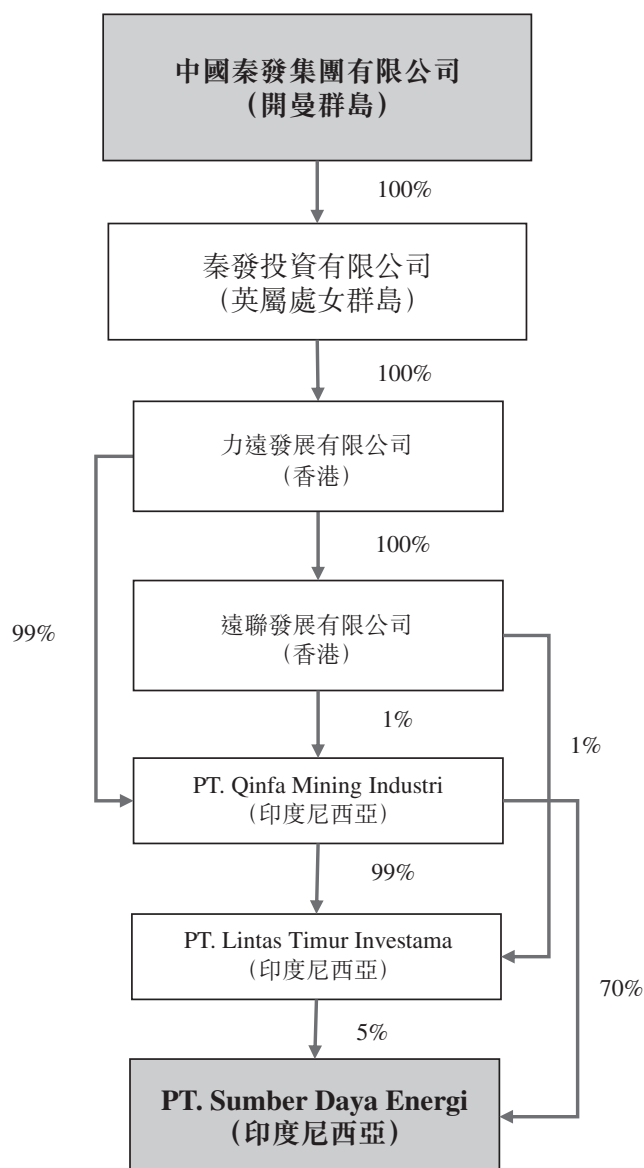 中國秦發集團有限公司
（開曼群島）
100%
秦發投資有限公司
（英屬處女群島）
100%
力遠發展有限公司
（香港）
100%
99%
遠聯發展有限公司
（香港）
1%
1%
PT. Qinfa Mining Industri
（印度尼西亞）
99%
PT. Lintas Timur Investama
（印度尼西亞）
70%
5%
PT. Sumber Daya Energi
（印度尼西亞）